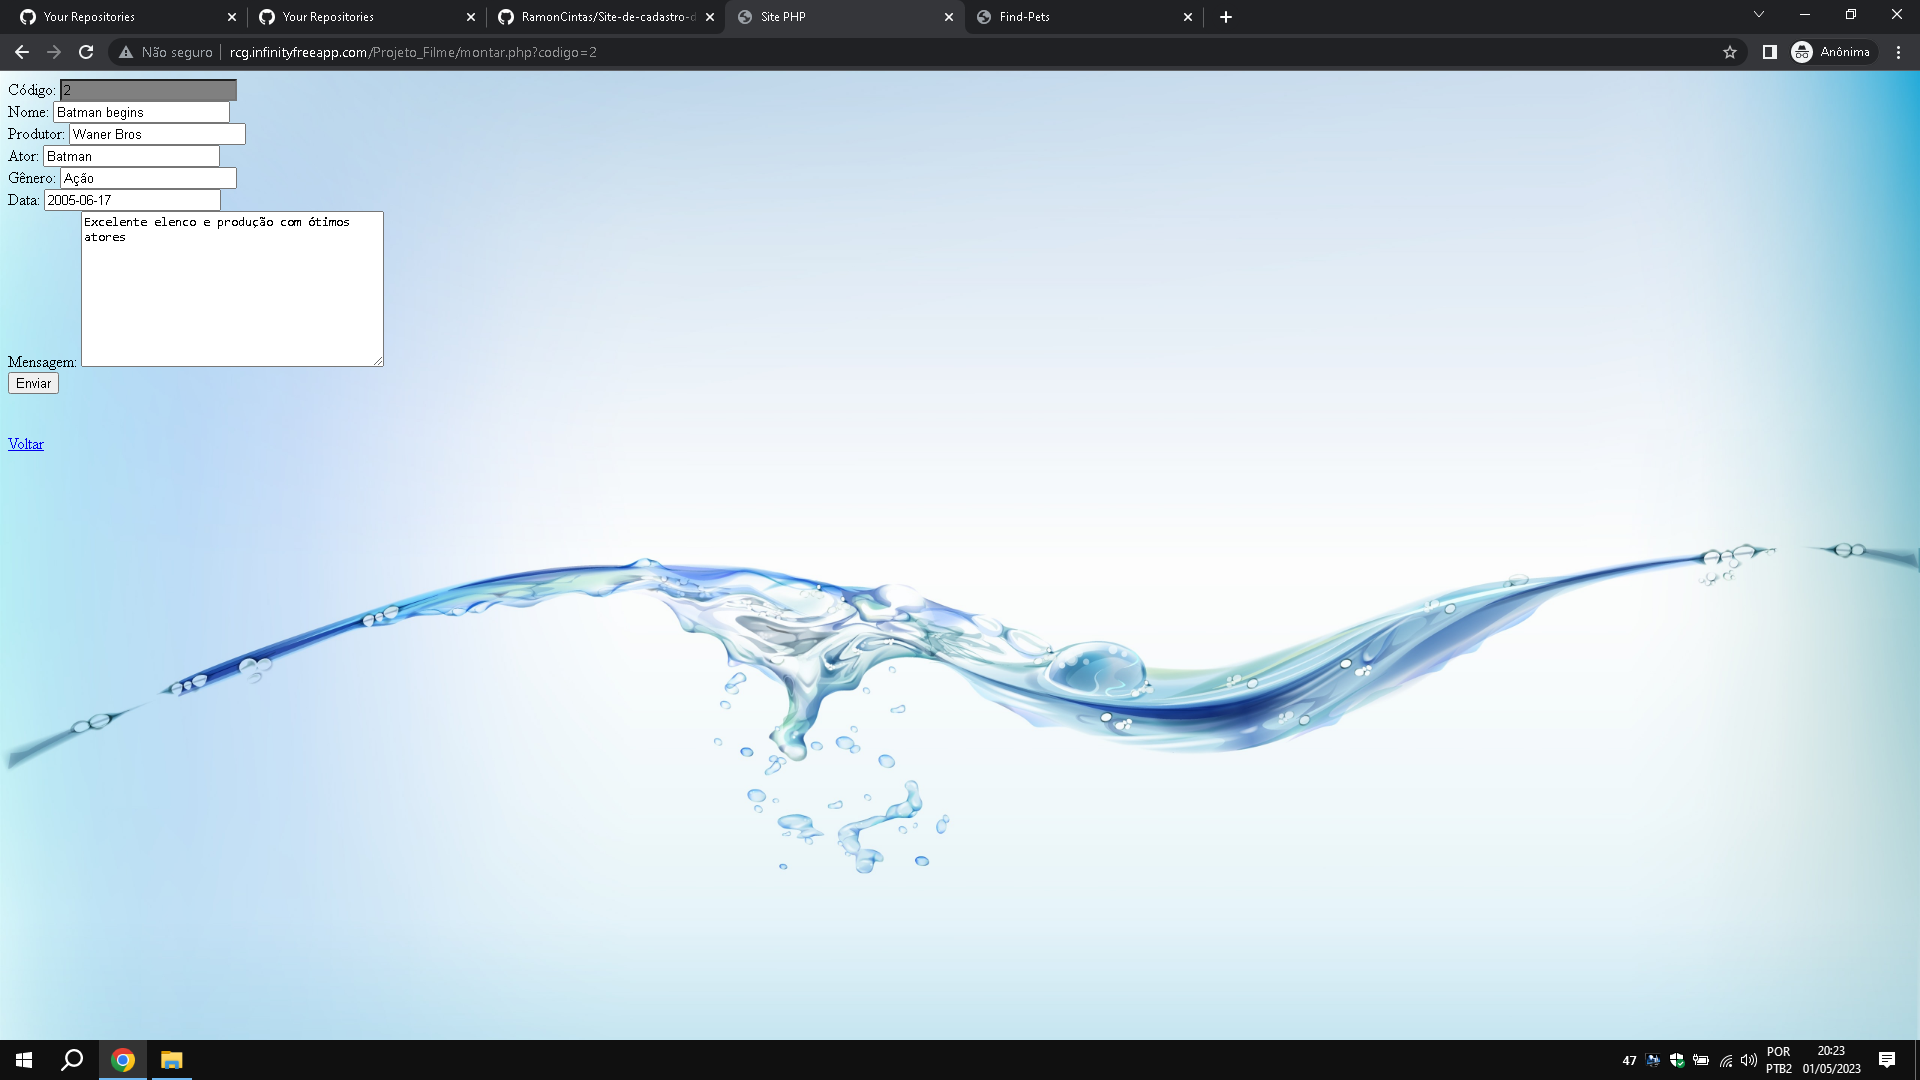 Your Repositories
Your Repositories
RamonCintas/Site-de-cadastro-d
Site PHP
Find-Pets
Não seguro
rcg.infinityfreeapp.com/Projeto_Filme/montar.php?codigo=2
Anônima
Código: 2
Nome: Batman begins
Produtor: Waner Bros
Ator: Batman
Gênero: Ação
Data: 2005-06-17
Excelente elenco e produção com ótimos
atores
Mensagem:
Enviar
Voltar
47
POR
PTB2
20:23
01/05/2023